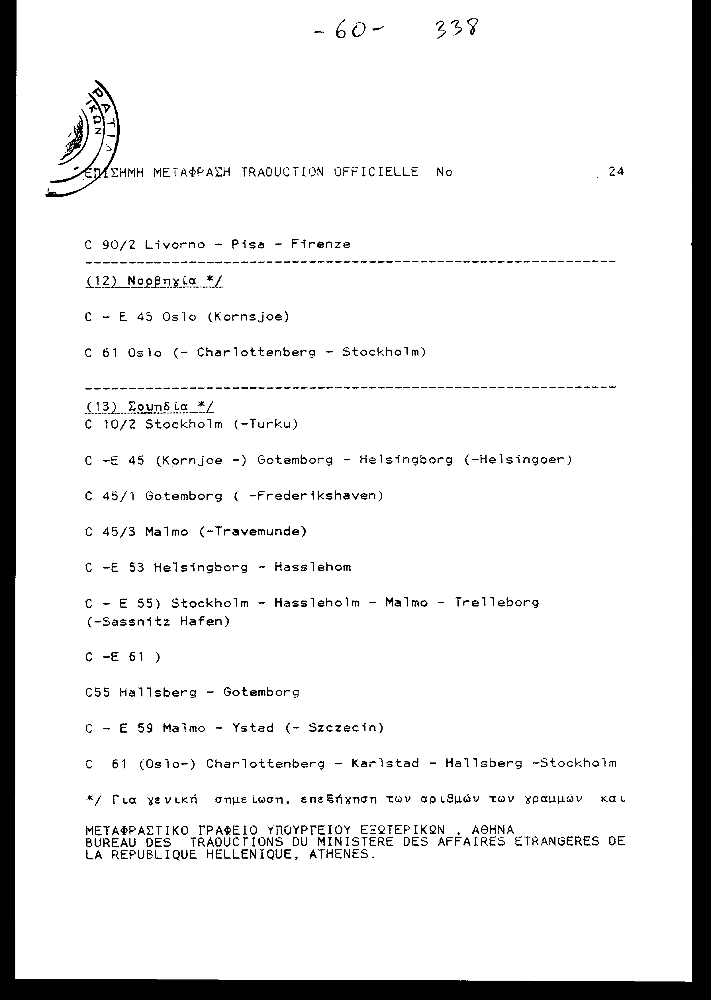 - 60 - 338
ΡΑΤΙΑ
ΙΚΩΝ
ΕΠΙΣΗΜΗ ΜΕΤΑΦΡΑΣΗ TRADUCTION OFFICIELLE No 24
C 90/2 Livorno - Pisa - Firenze
(12) Νορβηγία */
C - E 45 Oslo (Kornsjoe)
C 61 Oslo (- Charlottenberg - Stockholm)
(13) Σουηδία */
C 10/2 Stockholm (-Turku)
C -E 45 (Kornjoe -) Gotemborg - Helsingborg (-Helsingoer)
C 45/1 Gotemborg ( -Frederikshaven)
C 45/3 Malmo (-Travemunde)
C -E 53 Helsingborg - Hasslehom
C - E 55) Stockholm - Hassleholm - Malmo - Trelleborg
(-Sassnitz Hafen)
C -E 61 )
C55 Hallsberg - Gotemborg
C - E 59 Malmo - Ystad (- Szczecin)
C 61 (Oslo-) Charlottenberg - Karlstad - Hallsberg -Stockholm
*/ Για γενική σημείωση, επεξήγηση των αριθμών των γραμμών και
ΜΕΤΑΦΡΑΣΤΙΚΟ ΓΡΑΦΕΙΟ ΥΠΟΥΡΓΕΙΟΥ ΕΞΩΤΕΡΙΚΩΝ , ΑΘΗΝΑ
BUREAU DES TRADUCTIONS DU MINISTERE DES AFFAIRES ETRANGERES DE
LA REPUBLIQUE HELLENIQUE, ATHENES.